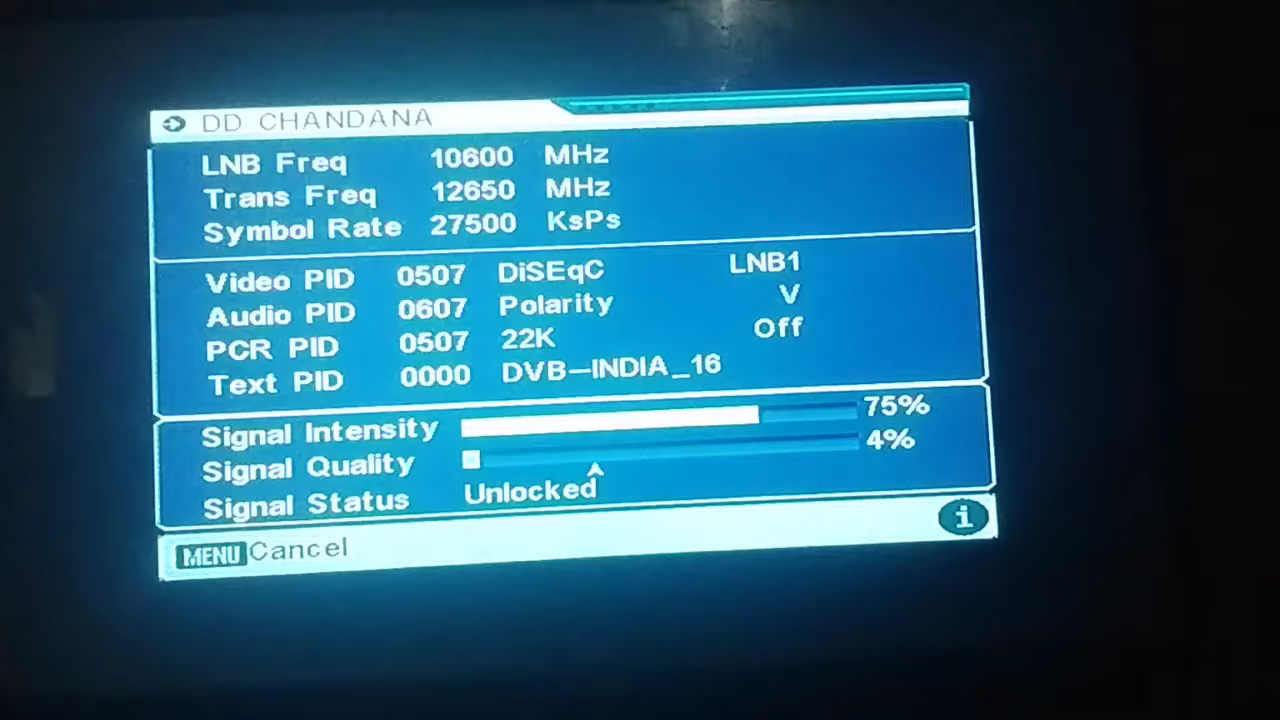 DD CHANDANA
LNB Freq 10600 MHz
Trans Freq 12650 MHz
Symbol Rate 27500 KsPs
Video PID 0507 DiSEqC LNB1
Audio PID 0607 Polarity V
PCR PID 0507 22K Off
Text PID 0000 DVB-INDIA_16
Signal Intensity 75%
Signal Quality 4%
Signal Status Unlocked
MENU Cancel i